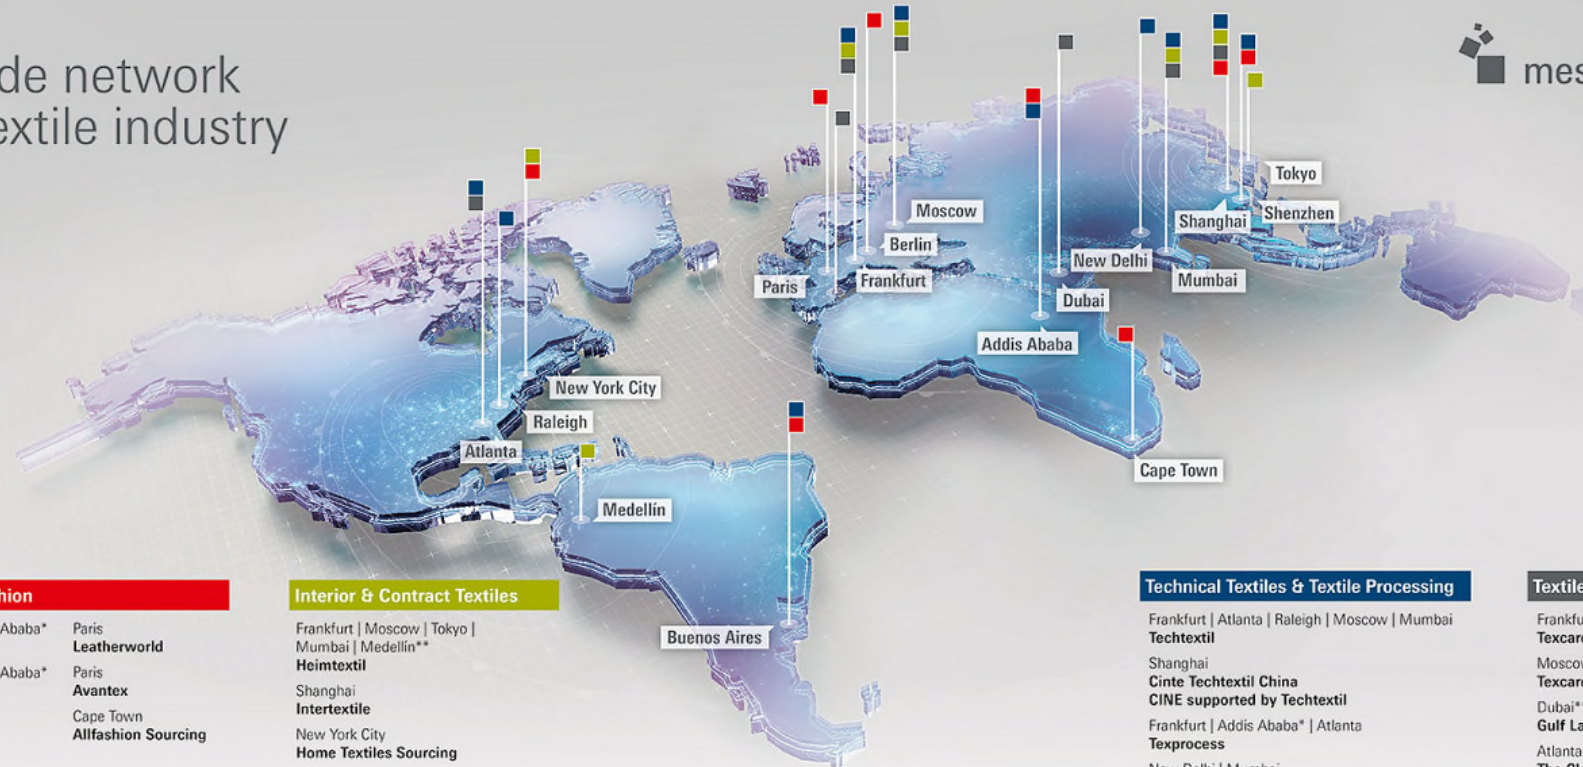 de network
extile industry
mes
Tokyo
Moscow
Shanghai
Shenzhen
Berlin
New Delhi
Paris
Frankfurt
Mumbai
Dubai
Addis Ababa
New York City
Raleigh
Atlanta
Cape Town
Medellín
Buenos Aires
hion
Ababa*
Paris
Leatherworld
Ababa*
Paris
Avantex
Cape Town
Allfashion Sourcing
Interior & Contract Textiles
Frankfurt | Moscow | Tokyo |
Mumbai | Medellín**
Heimtextil
Shanghai
Intertextile
New York City
Home Textiles Sourcing
Technical Textiles & Textile Processing
Frankfurt | Atlanta | Raleigh | Moscow | Mumbai
Techtextil
Shanghai
Cinte Techtextil China
CINE supported by Techtextil
Frankfurt | Addis Ababa* | Atlanta
Texprocess
New Delhi | Mumbai
Textile
Frankfu
Texcare
Moscow
Texcare
Dubai*
Gulf La
Atlanta